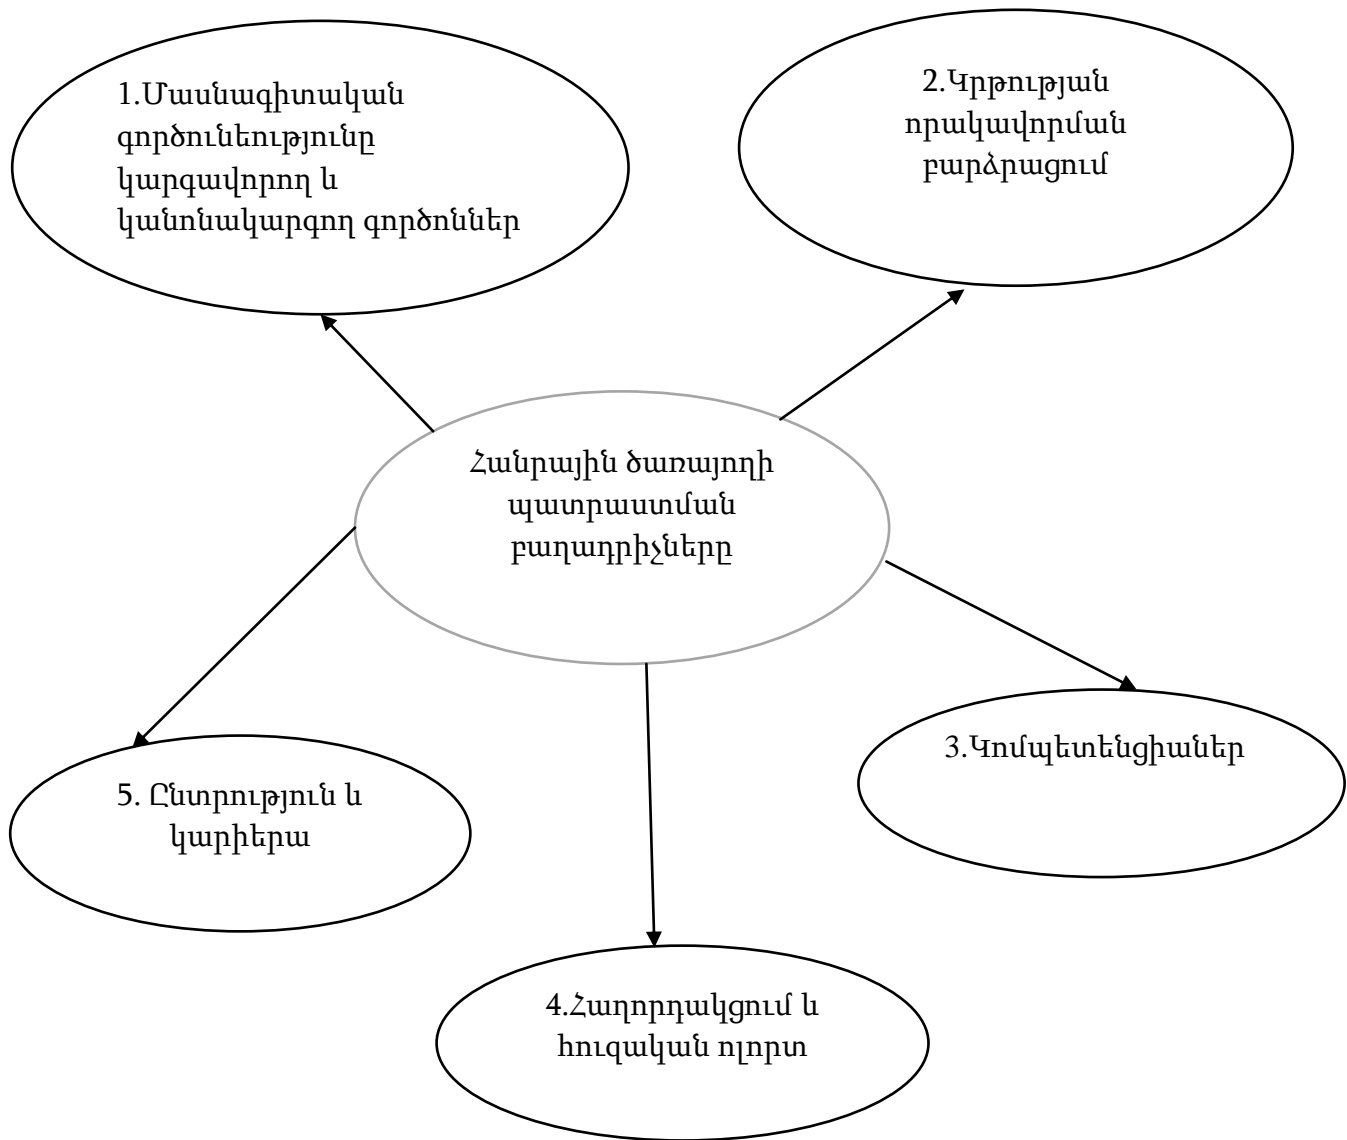 1.Մասնագիտական
գործունեությունը
կարգավորող և
կանոնակարգող գործոններ
2.Կրթության
որակավորման
բարձրացում
Հանրային ծառայողի
պատրաստման
բաղադրիչները
3.Կոմպետենցիաներ
5. Ընտրություն և
կարիերա
4.Հաղորդակցում և
հուզական ոլորտ